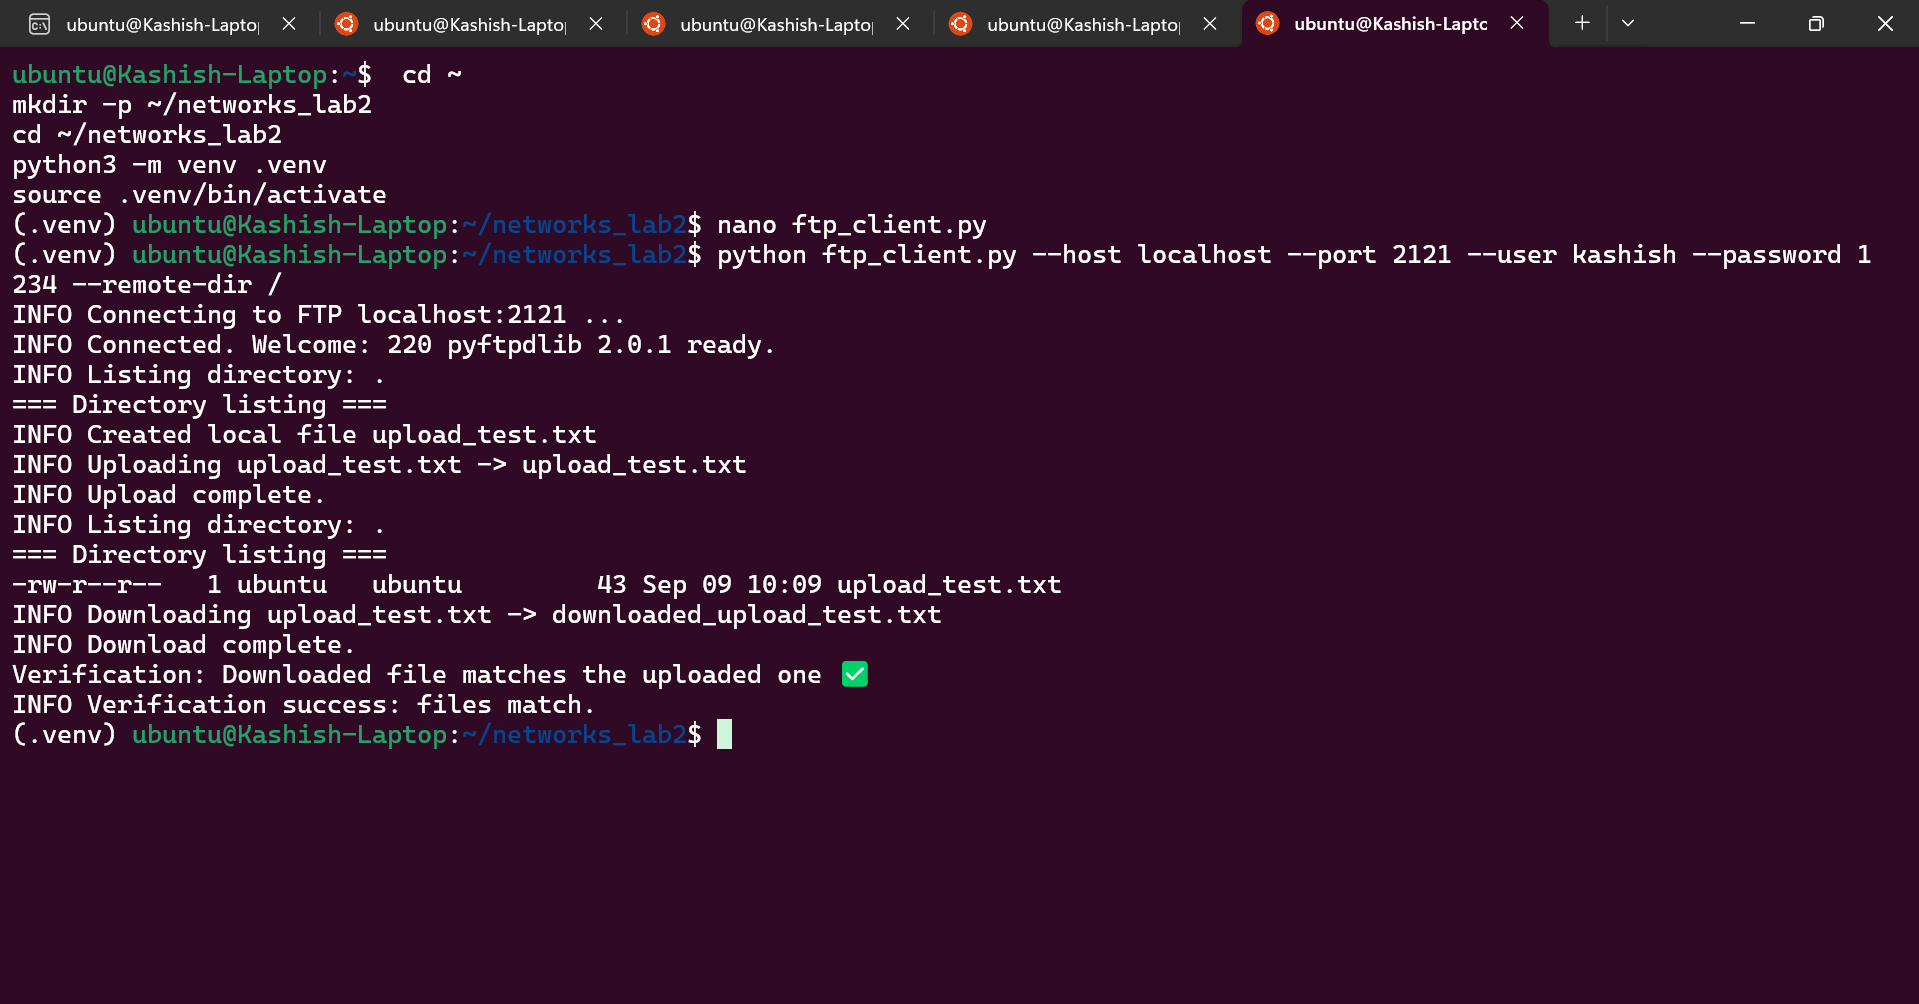 ubuntu@Kashish-Laptop ubuntu@Kashish-Laptop ubuntu@Kashish-Laptop ubuntu@Kashish-Laptop ubuntu@Kashish-Lapto
ubuntu@Kashish-Laptop:~$  cd ~
mkdir -p ~/networks_lab2
cd ~/networks_lab2
python3 -m venv .venv
source .venv/bin/activate
(.venv) ubuntu@Kashish-Laptop:~/networks_lab2$ nano ftp_client.py
(.venv) ubuntu@Kashish-Laptop:~/networks_lab2$ python ftp_client.py --host localhost --port 2121 --user kashish --password 1
234 --remote-dir /
INFO Connecting to FTP localhost:2121 ...
INFO Connected. Welcome: 220 pyftpdlib 2.0.1 ready.
INFO Listing directory: .
=== Directory listing ===
INFO Created local file upload_test.txt
INFO Uploading upload_test.txt -> upload_test.txt
INFO Upload complete.
INFO Listing directory: .
=== Directory listing ===
-rw-r--r--   1 ubuntu   ubuntu         43 Sep 09 10:09 upload_test.txt
INFO Downloading upload_test.txt -> downloaded_upload_test.txt
INFO Download complete.
Verification: Downloaded file matches the uploaded one ✅
INFO Verification success: files match.
(.venv) ubuntu@Kashish-Laptop:~/networks_lab2$